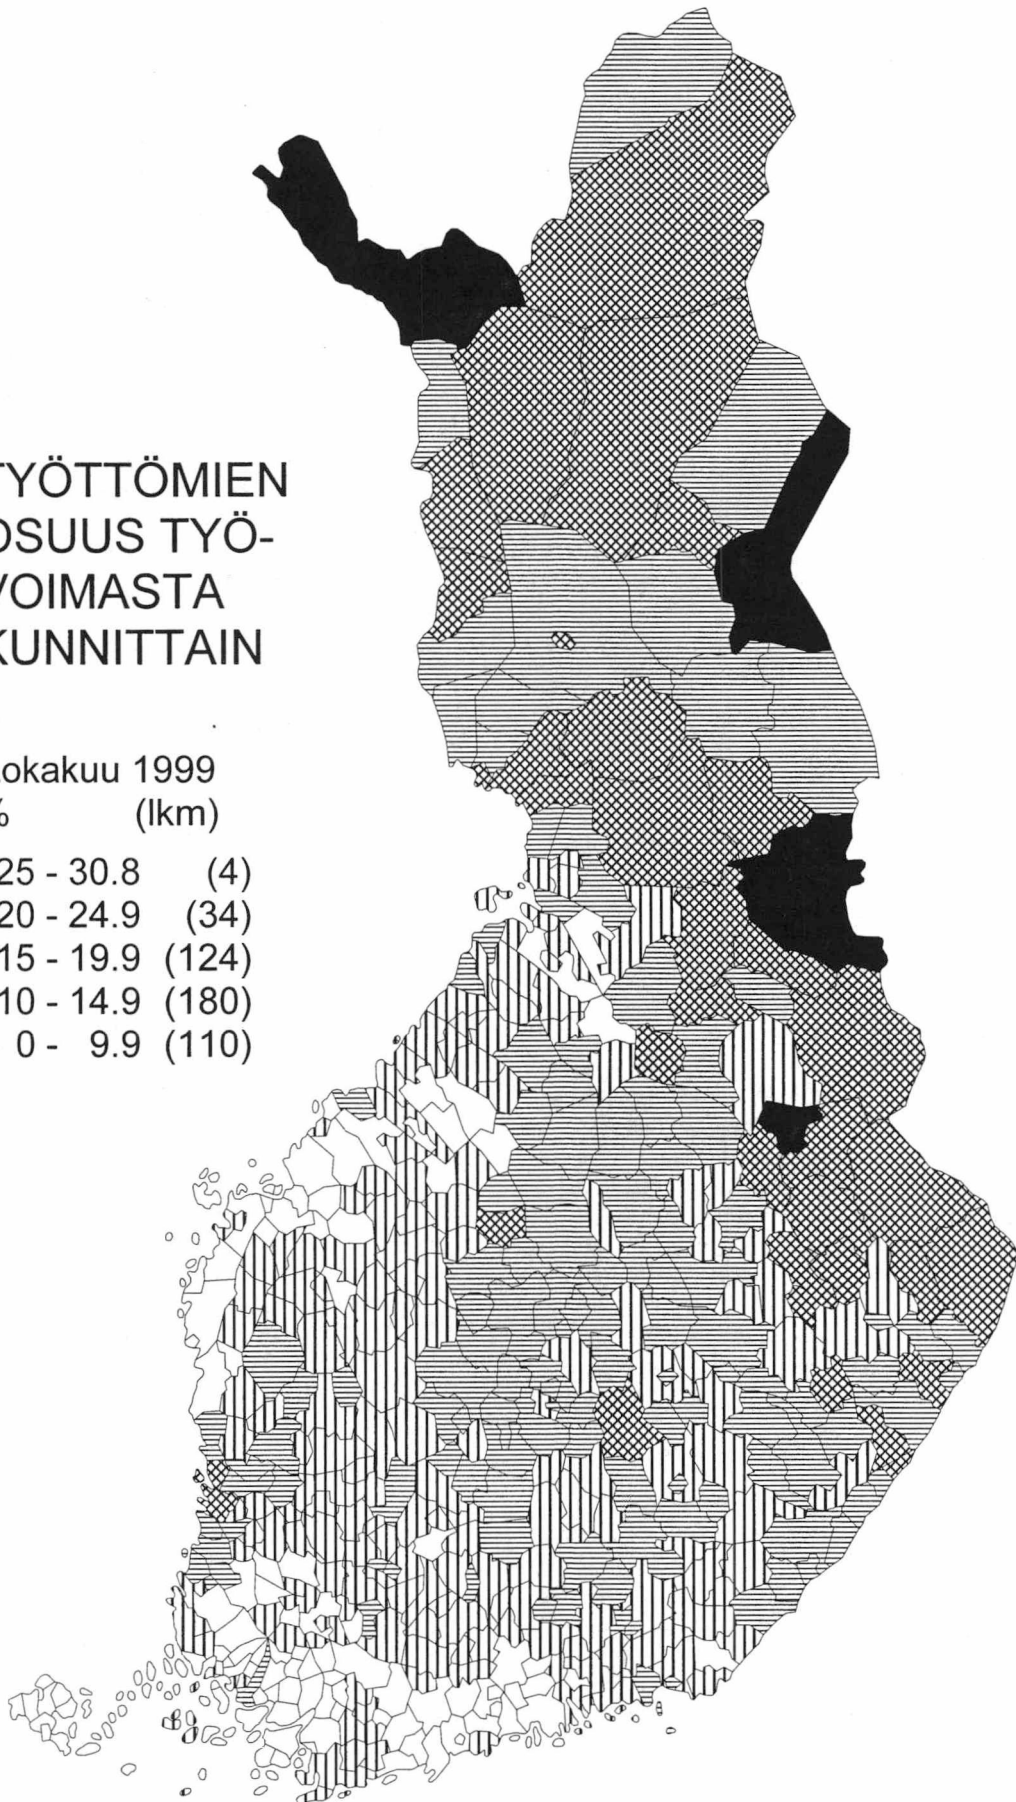 TYÖTTÖMIEN
OSUUS TYÖ-
VOIMASTA
KUNNITTAIN
Lokakuu 1999
% (lkm)
25 - 30.8 (4)
20 - 24.9 (34)
15 - 19.9 (124)
10 - 14.9 (180)
0 - 9.9 (110)